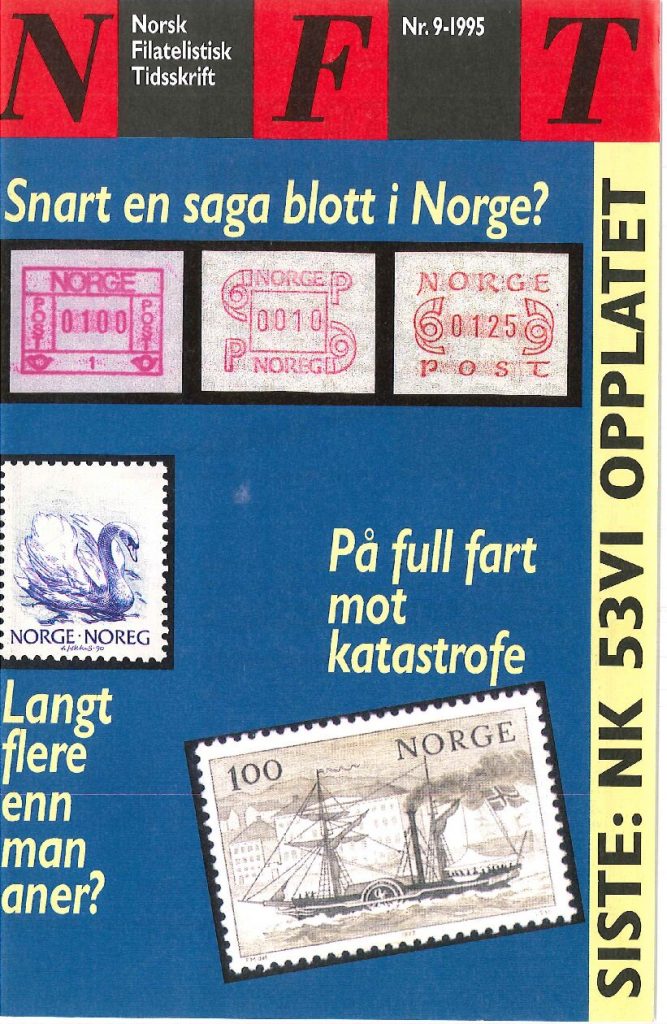 N F T
Norsk
Filatelistisk
Tidsskrift
Nr. 9-1995
Snart en saga blott i Norge?
NORGE
POST 0100 POST
1
NORGE P
0010
P NOREG
NORGE
0125
POST
NORGE · NOREG
På full fart
mot
katastrofe
Langt
flere
enn
man
aner?
100 NORGE
SISTE: NK 53VI OPPLATET